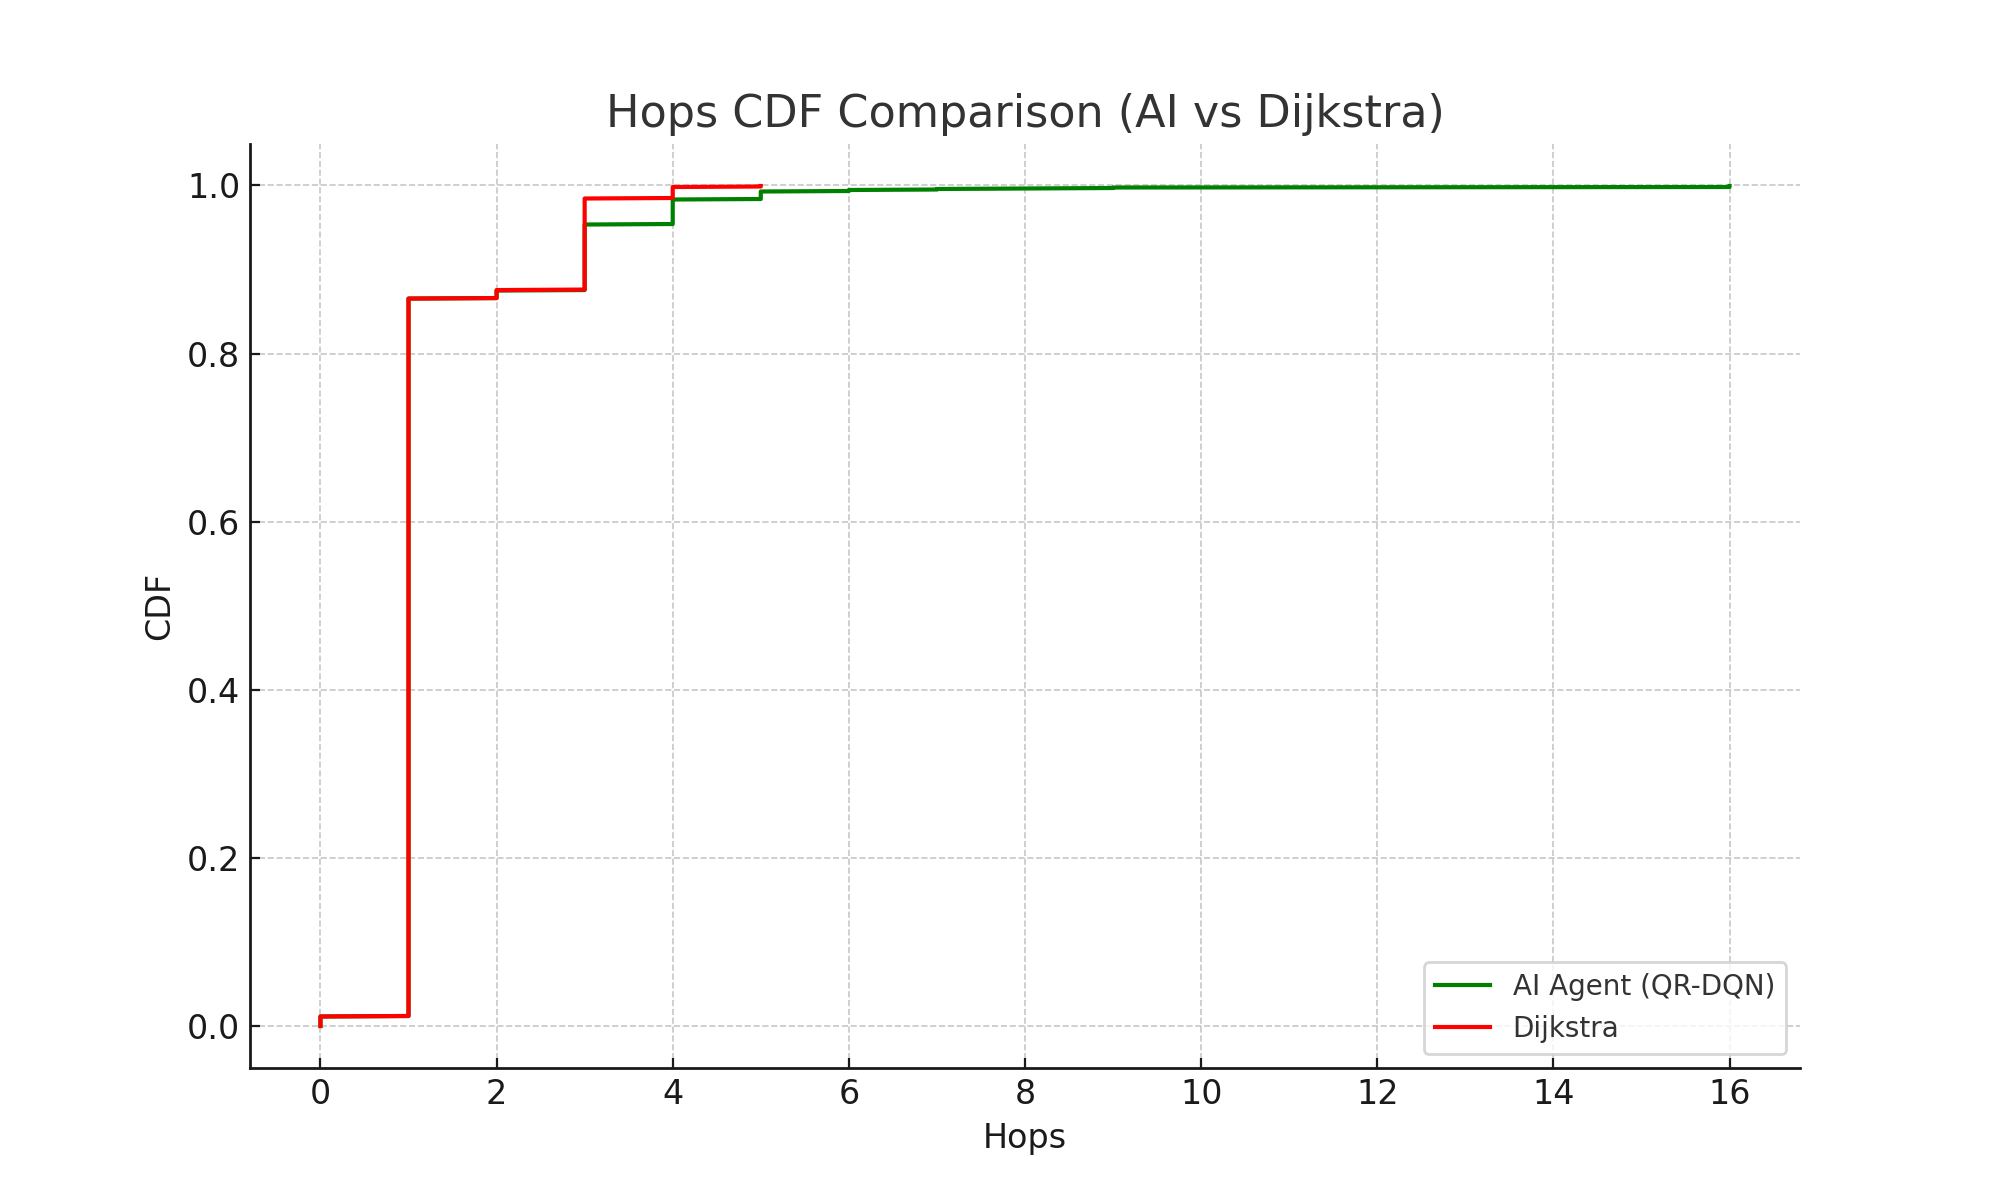 Hops CDF Comparison (AI vs Dijkstra)
CDF
1.0
0.8
0.6
0.4
0.2
0.0
0 2 4 6 8 10 12 14 16
Hops
AI Agent (QR-DQN)
Dijkstra